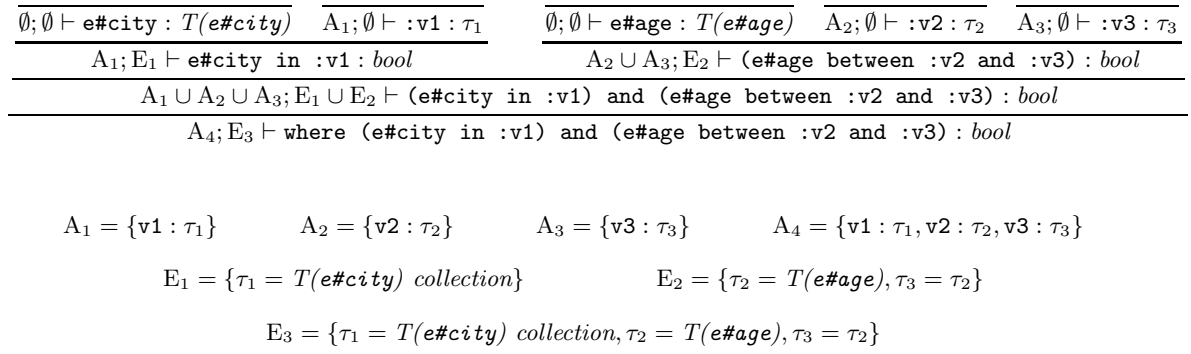 ∅; ∅ ⊢ e#city : T(e#city) A₁; ∅ ⊢ :v1 : τ₁ ∅; ∅ ⊢ e#age : T(e#age) A₂; ∅ ⊢ :v2 : τ₂ A₃; ∅ ⊢ :v3 : τ₃
A₁; E₁ ⊢ e#city in :v1 : bool A₂ ∪ A₃; E₂ ⊢ (e#age between :v2 and :v3) : bool
A₁ ∪ A₂ ∪ A₃; E₁ ∪ E₂ ⊢ (e#city in :v1) and (e#age between :v2 and :v3) : bool
A₄; E₃ ⊢ where (e#city in :v1) and (e#age between :v2 and :v3) : bool
A₁ = {v1 : τ₁} A₂ = {v2 : τ₂} A₃ = {v3 : τ₃} A₄ = {v1 : τ₁, v2 : τ₂, v3 : τ₃}
E₁ = {τ₁ = T(e#city) collection} E₂ = {τ₂ = T(e#age), τ₃ = τ₂}
E₃ = {τ₁ = T(e#city) collection, τ₂ = T(e#age), τ₃ = τ₂}